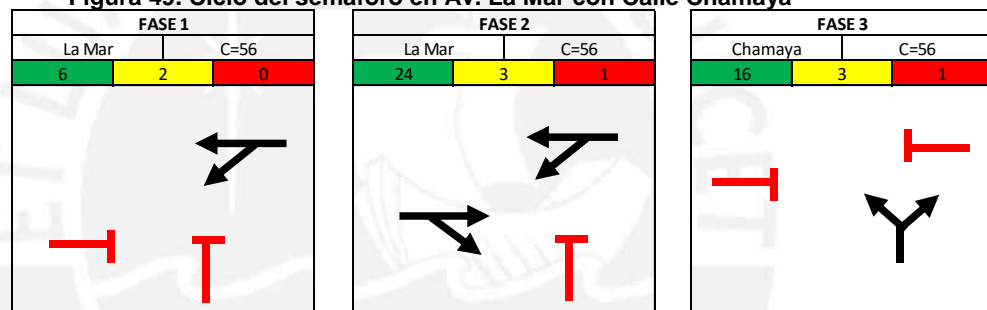 Figura 45. Ciclo del semáforo en Av. La Mar con Calle Chamaya
FASE 1
La Mar C=56
6 2 0
FASE 2
La Mar C=56
24 3 1
FASE 3
Chamaya C=56
16 3 1